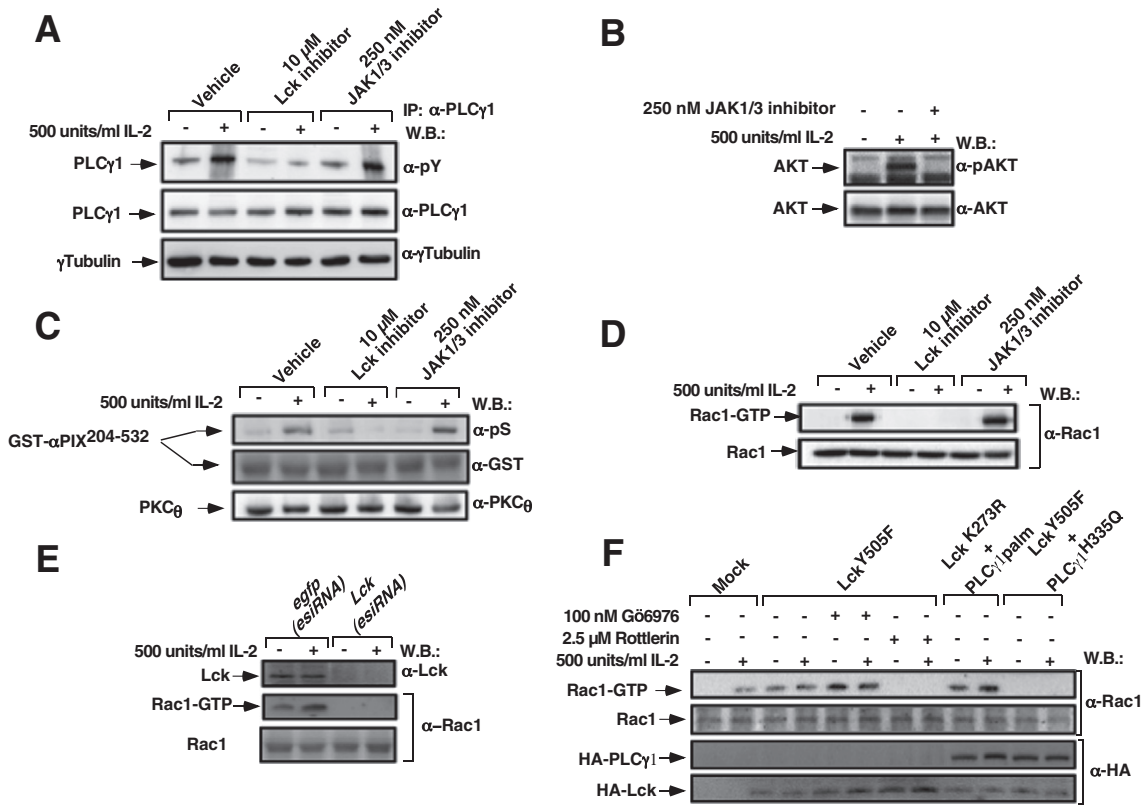 A
Vehicle
10 µM
Lck inhibitor
250 nM
JAK1/3 inhibitor
IP: α-PLCγ1
500 units/ml IL-2 - + - + - + W.B.:
PLCγ1 α-pY
PLCγ1 α-PLCγ1
γTubulin α-γTubulin
B
250 nM JAK1/3 inhibitor - - +
500 units/ml IL-2 - + + W.B.:
AKT α-pAKT
AKT α-AKT
C
Vehicle
10 µM
Lck inhibitor
250 nM
JAK1/3 inhibitor
500 units/ml IL-2 - + - + - + W.B.:
GST-αPIX204-532
α-pS
α-GST
PKCθ α-PKCθ
D
Vehicle
10 µM
Lck inhibitor
250 nM
JAK1/3 inhibitor
500 units/ml IL-2 - + - + - + W.B.:
Rac1-GTP
Rac1
α-Rac1
E
egfp
(esiRNA)
Lck
(esiRNA)
500 units/ml IL-2 - + - + W.B.:
Lck α-Lck
Rac1-GTP
Rac1
α-Rac1
F
Mock
Lck Y505F
Lck K273R
+
PLCγ1palm
Lck Y505F
+
PLCγ1H335Q
100 nM Gö6976 - - - - + + - - - - - -
2.5 µM Rottlerin - - - - - - + + - - - -
500 units/ml IL-2 - + - + - + - + - + - + W.B.:
Rac1-GTP
Rac1
α-Rac1
HA-PLCγ1
HA-Lck
α-HA